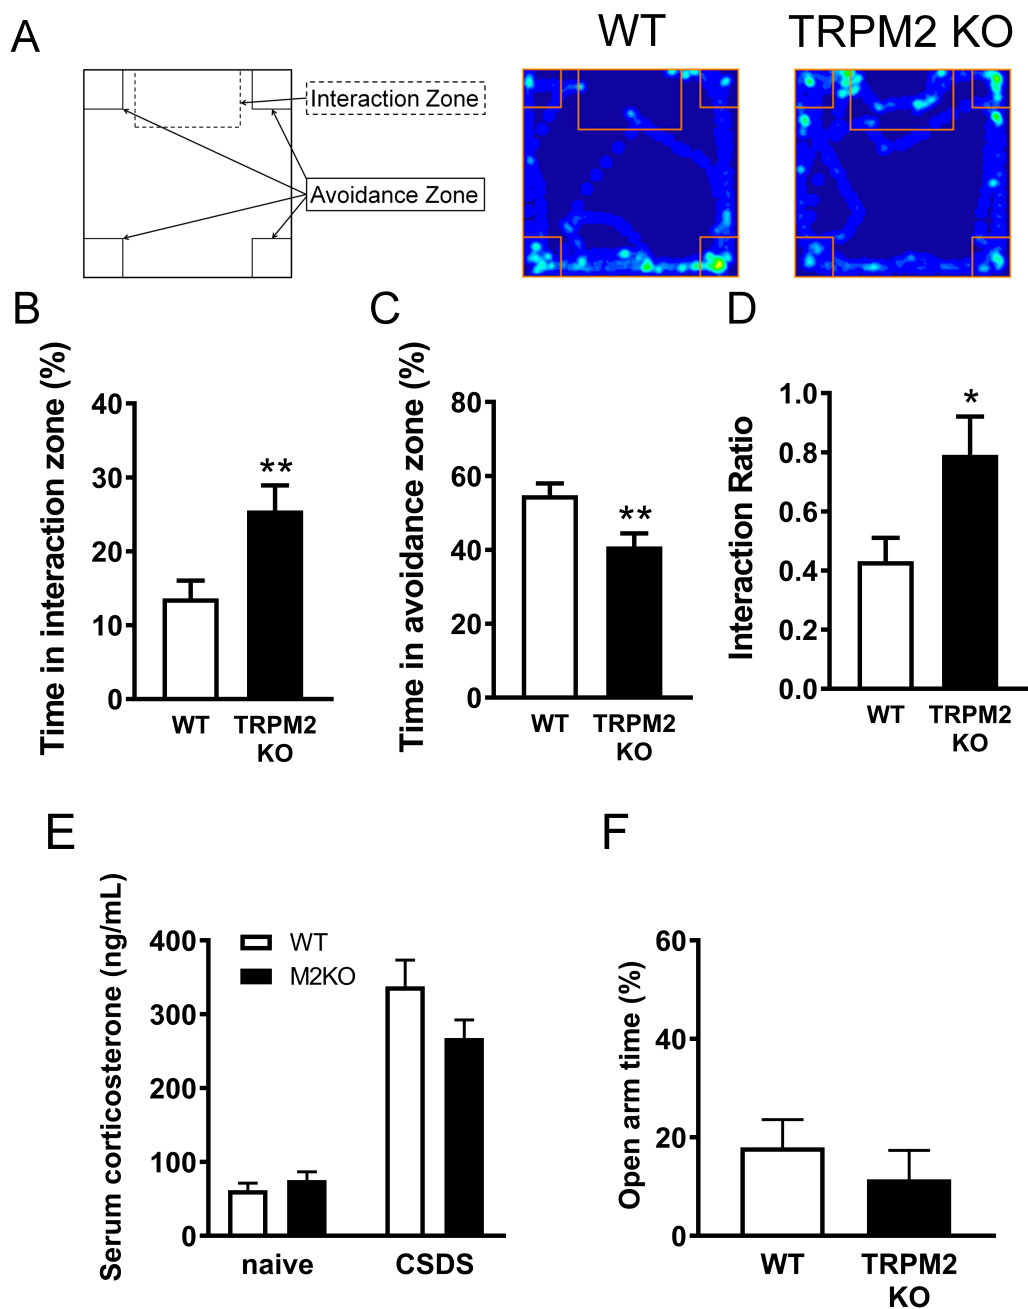 A
WT
TRPM2 KO
Interaction Zone
Avoidance Zone
B
C
D
Time in interaction zone (%)
40
30
20
10
0
**
WT
TRPM2
KO
Time in avoidance zone (%)
80
60
40
20
0
**
WT
TRPM2
KO
Interaction Ratio
1.0
0.8
0.6
0.4
0.2
0.0
*
WT
TRPM2
KO
E
F
Serum corticosterone (ng/mL)
400
300
200
100
0
WT
M2KO
naive
CSDS
Open arm time (%)
60
40
20
0
WT
TRPM2
KO